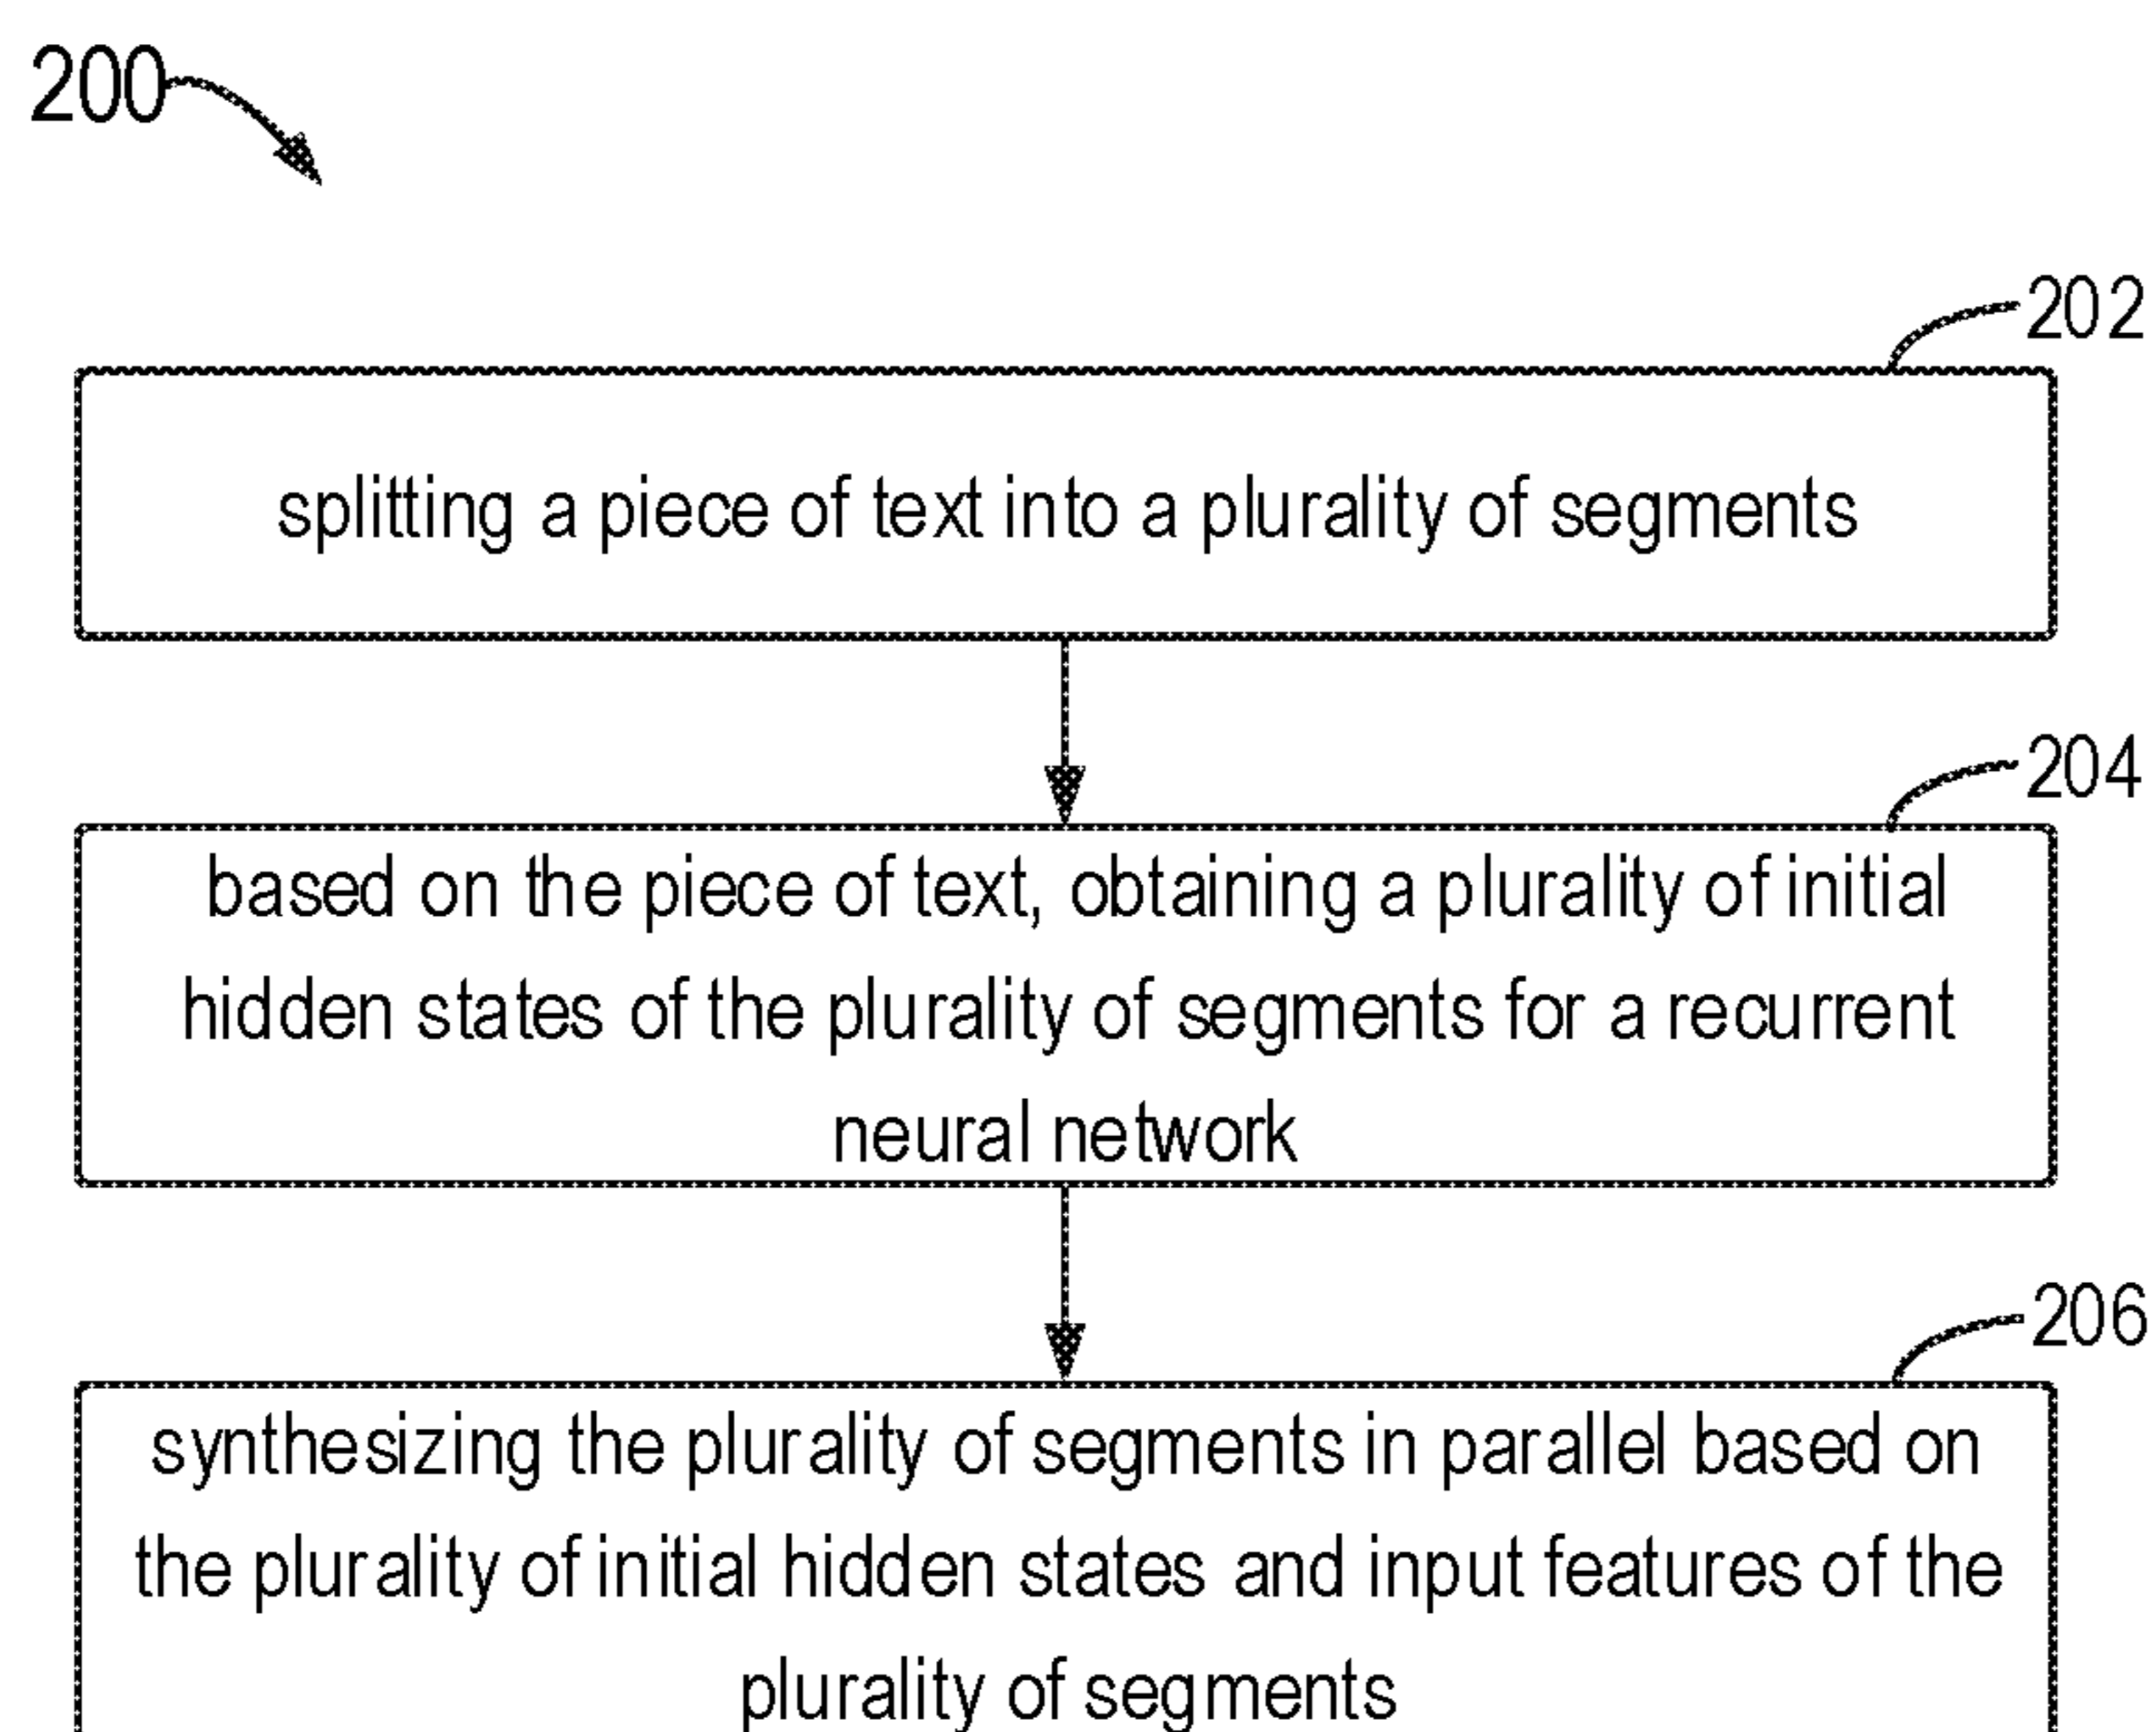 200
202
splitting a piece of text into a plurality of segments
204
based on the piece of text, obtaining a plurality of initial
hidden states of the plurality of segments for a recurrent
neural network
206
synthesizing the plurality of segments in parallel based on
the plurality of initial hidden states and input features of the
plurality of segments